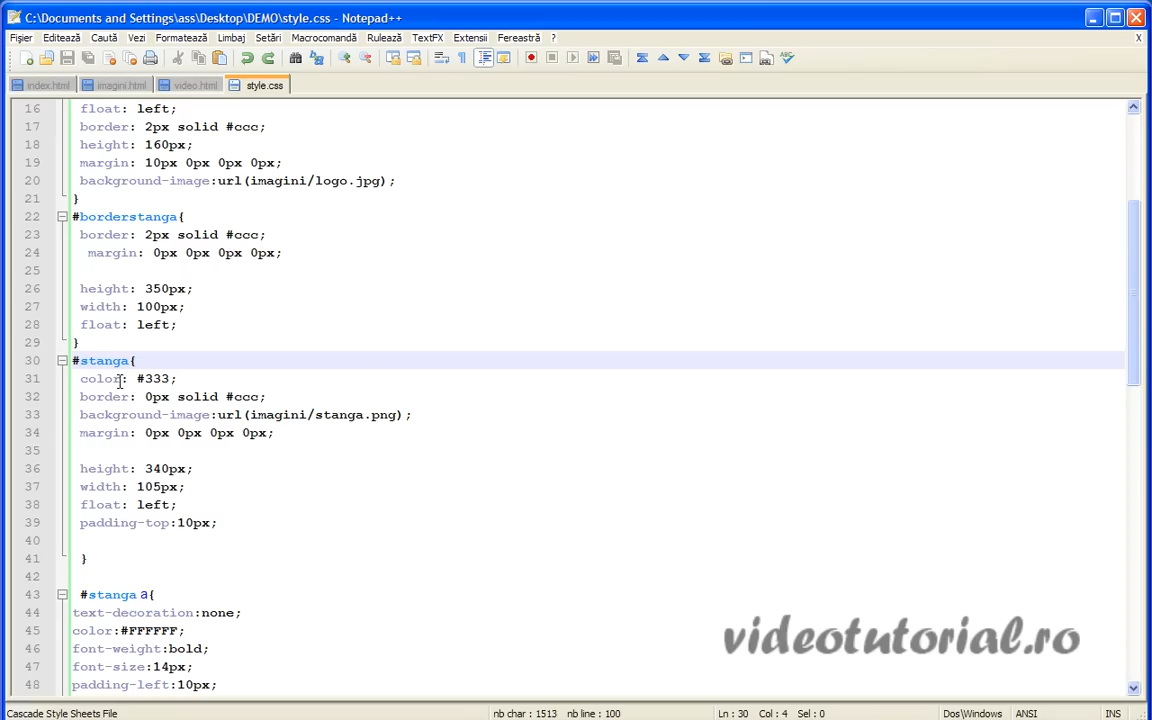 C:\Documents and Settings\ass\Desktop\DEMO\style.css - Notepad++
Fişier Editează Caută Vezi Formatează Limbaj Setări Macrocomandă Rulează TextFX Extensii Fereastră ? X
index.html imagini.html video.html style.css
16 float: left;
17 border: 2px solid #ccc;
18 height: 160px;
19 margin: 10px 0px 0px 0px;
20 background-image:url(imagini/logo.jpg);
21 }
22 #borderstanga{
23 border: 2px solid #ccc;
24 margin: 0px 0px 0px 0px;
25
26 height: 350px;
27 width: 100px;
28 float: left;
29 }
30 #stanga{
31 color: #333;
32 border: 0px solid #ccc;
33 background-image:url(imagini/stanga.png);
34 margin: 0px 0px 0px 0px;
35
36 height: 340px;
37 width: 105px;
38 float: left;
39 padding-top:10px;
40
41 }
42
43 #stanga a{
44 text-decoration:none;
45 color:#FFFFFF;
46 font-weight:bold;
47 font-size:14px;
48 padding-left:10px;
videotutorial.ro
Cascade Style Sheets File nb char : 1513 nb line : 100 Ln : 30 Col : 4 Sel : 0 Dos\Windows ANSI INS